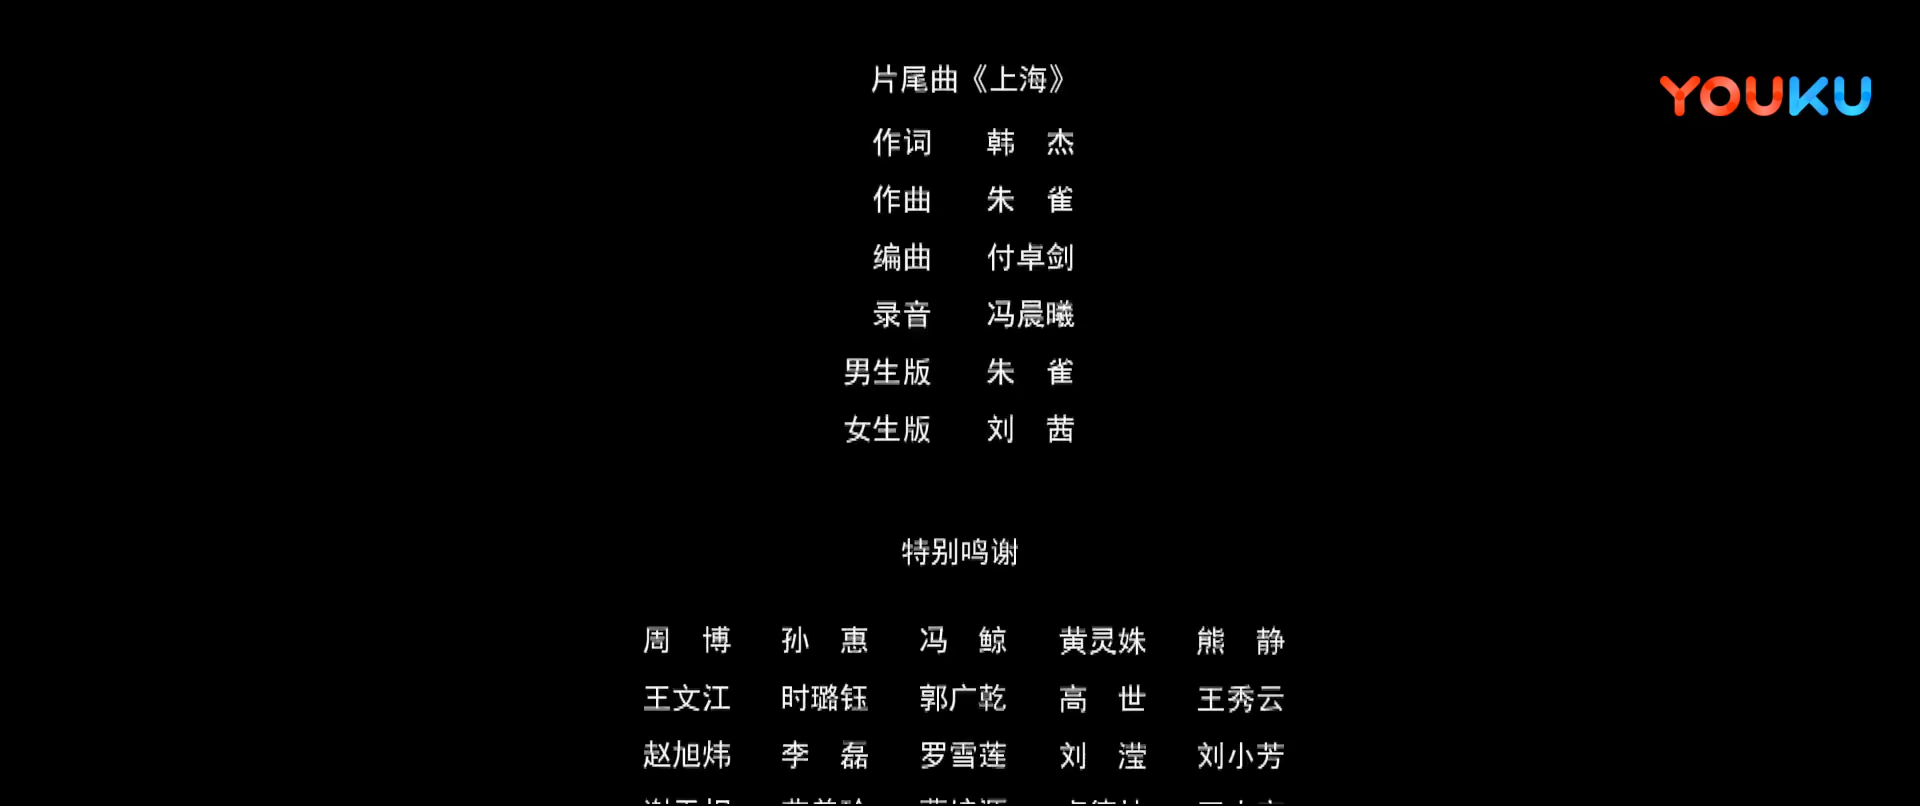 片尾曲《上海》
YOUKU
作词 韩 杰
作曲 朱 雀
编曲 付卓剑
录音 冯晨曦
男生版 朱 雀
女生版 刘 茜
特别鸣谢
周 博 孙 惠 冯 鲸 黄灵姝 熊 静
王文江 时璐钰 郭广乾 高 世 王秀云
赵旭炜 李 磊 罗雪莲 刘 滢 刘小芳